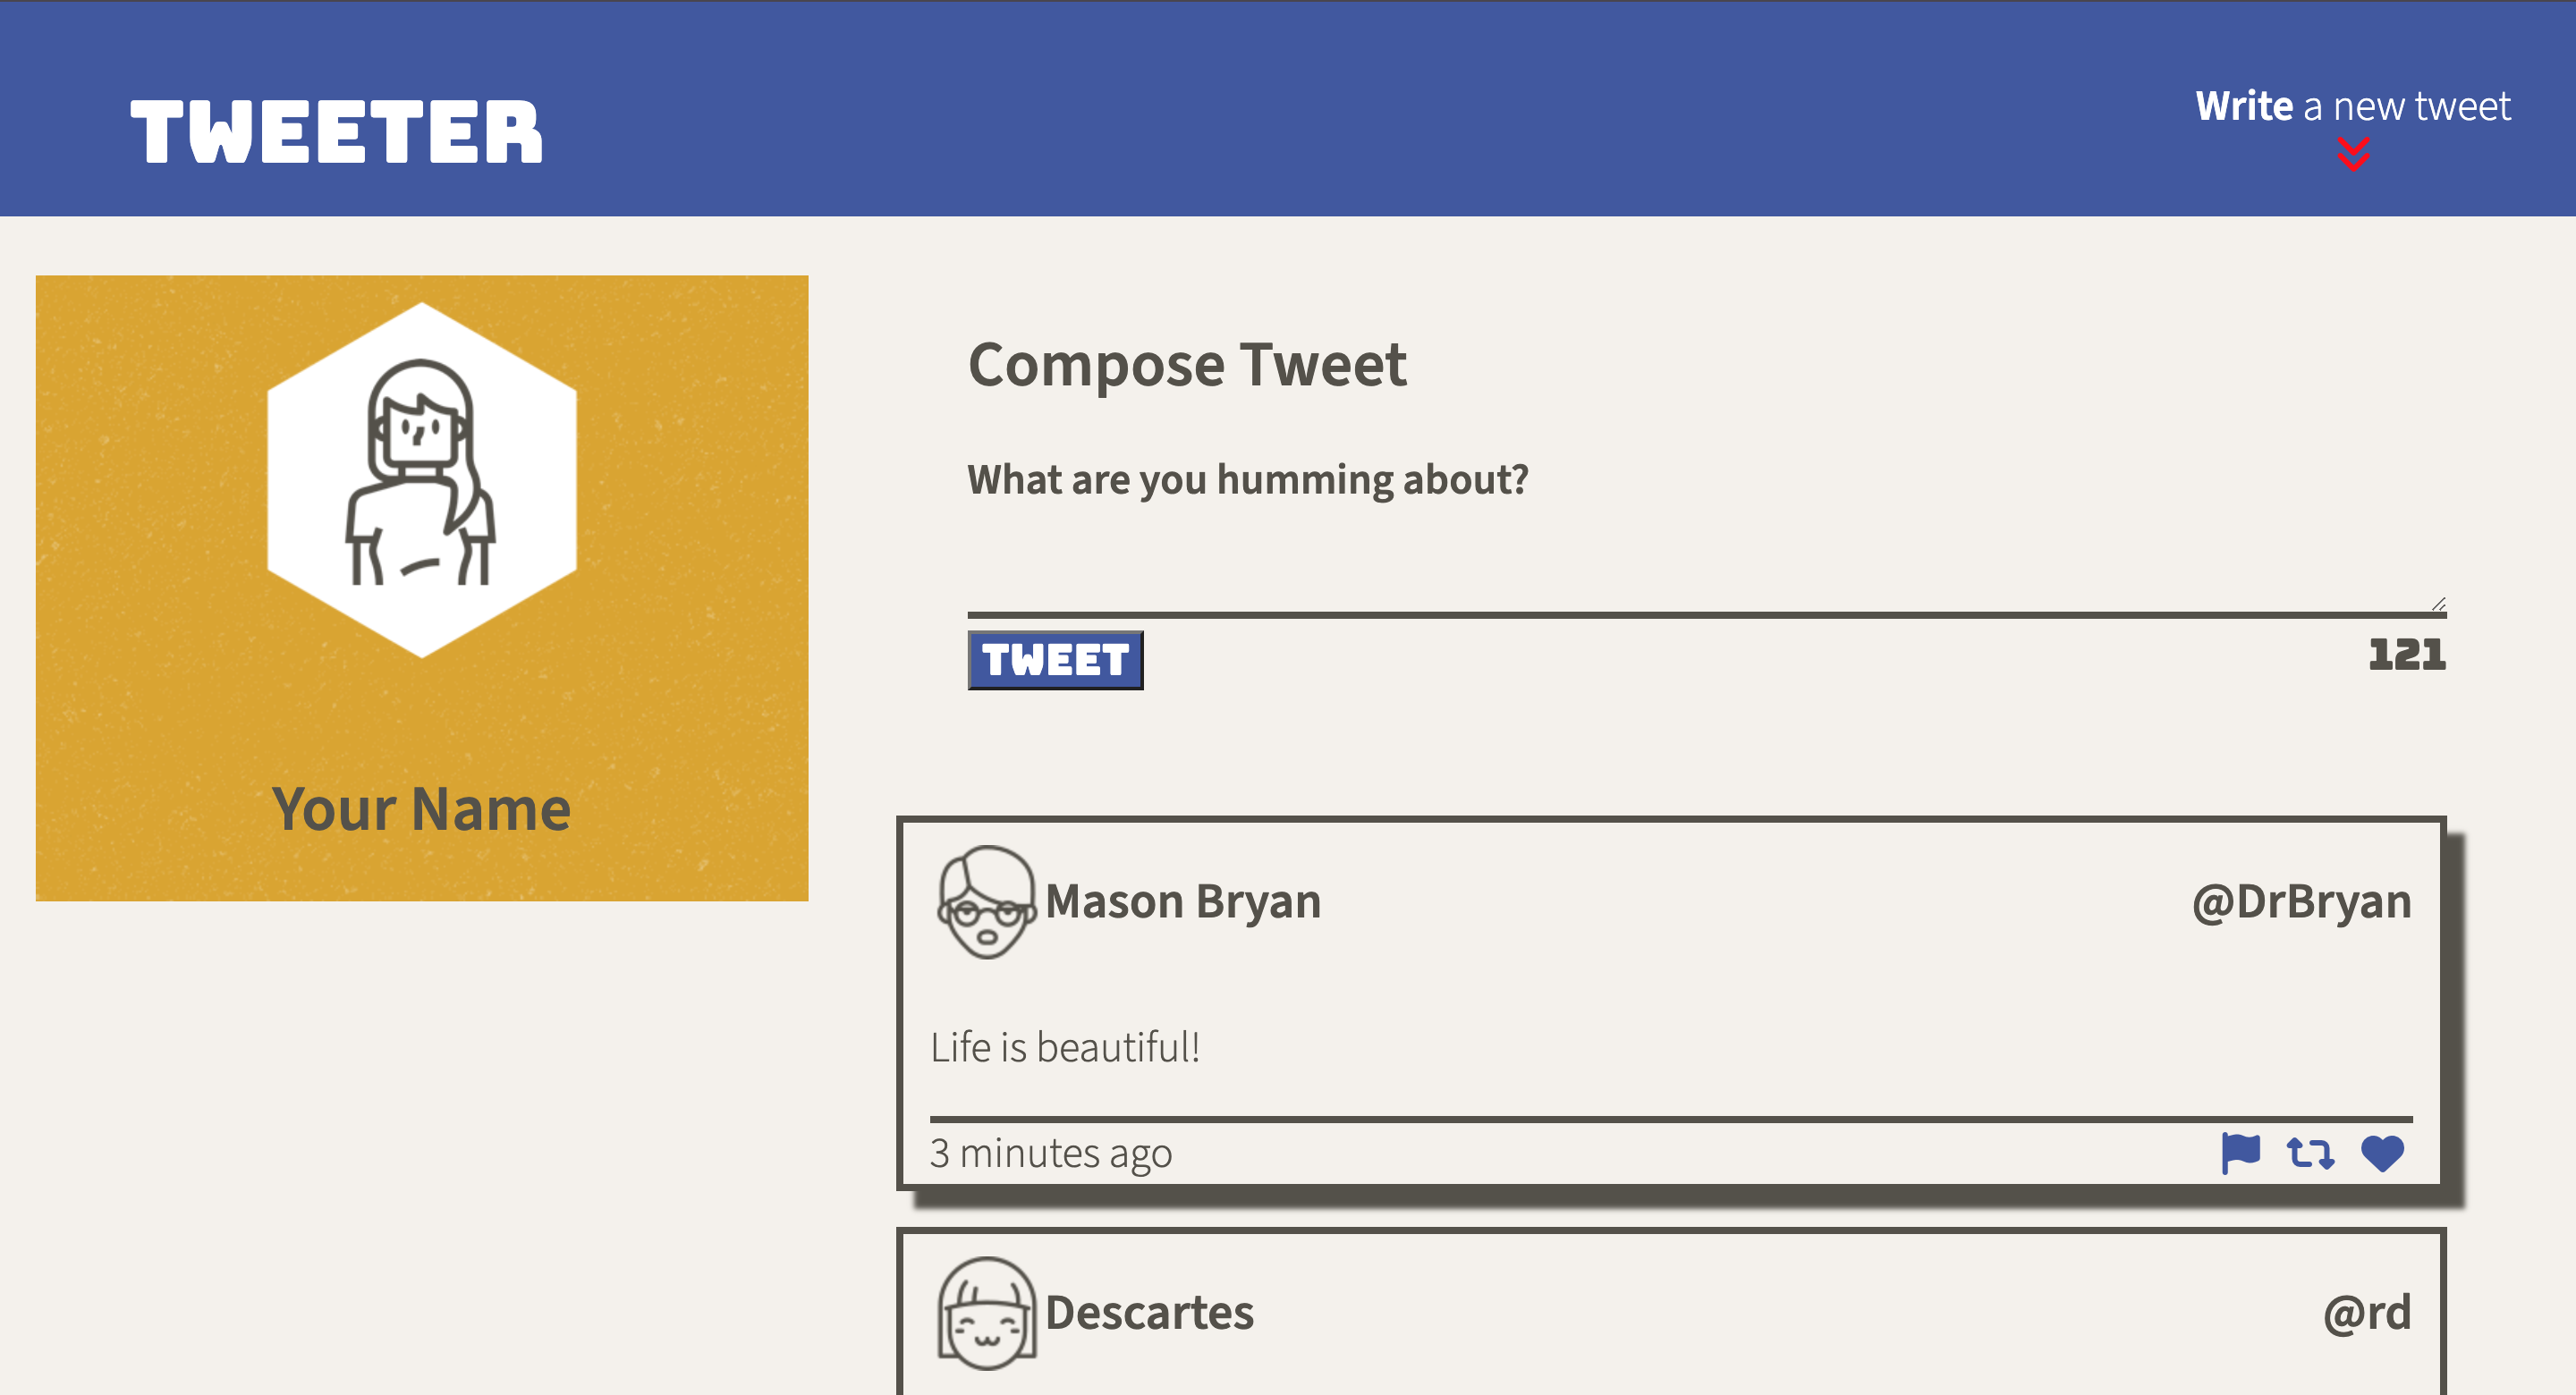 TWEETER
Write a new tweet
Your Name
Compose Tweet
What are you humming about?
TWEET
121
Mason Bryan
@DrBryan
Life is beautiful!
3 minutes ago
Descartes
@rd